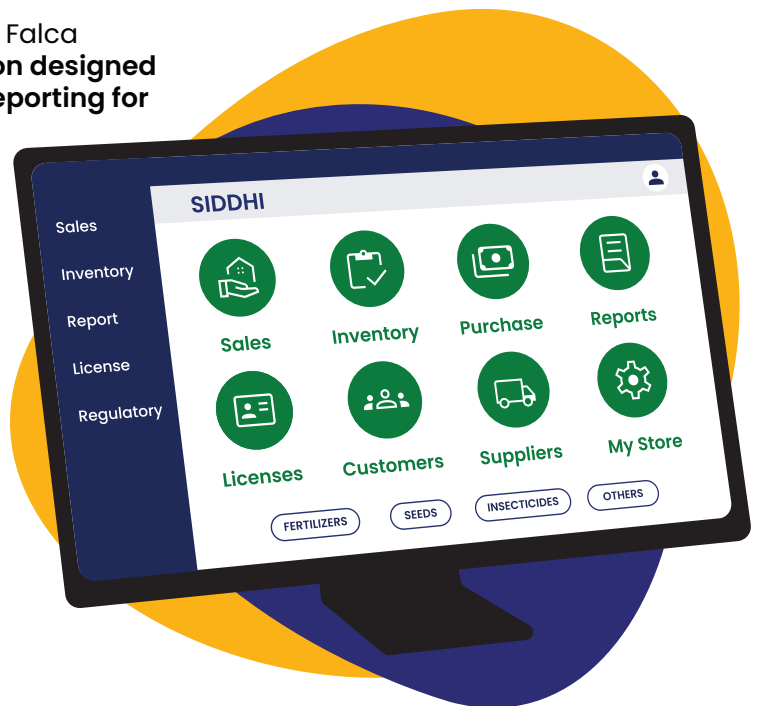 Falca
on designed
eporting for
SIDDHI
Sales
Inventory
Report
License
Regulatory
Sales
Inventory
Purchase
Reports
Licenses
Customers
Suppliers
My Store
FERTILIZERS
SEEDS
INSECTICIDES
OTHERS